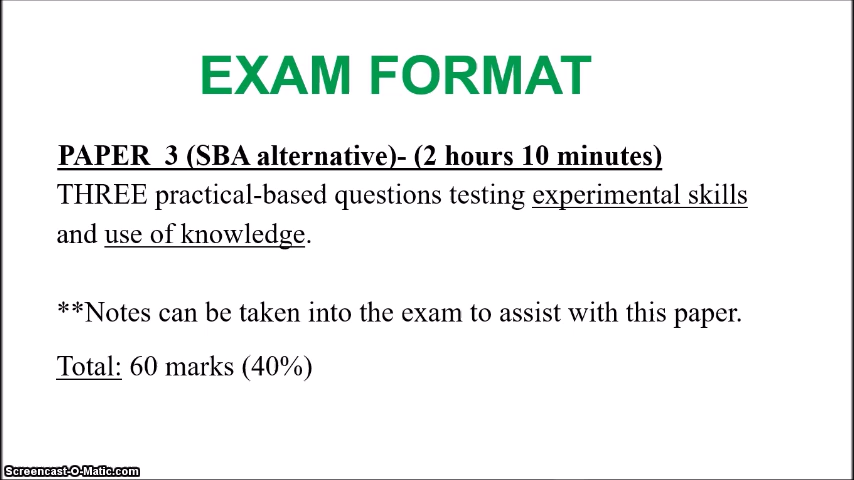 EXAM FORMAT
PAPER  3 (SBA alternative)- (2 hours 10 minutes)
THREE practical-based questions testing experimental skills
and use of knowledge.
**Notes can be taken into the exam to assist with this paper.
Total: 60 marks (40%)
Screencast-O-Matic.com